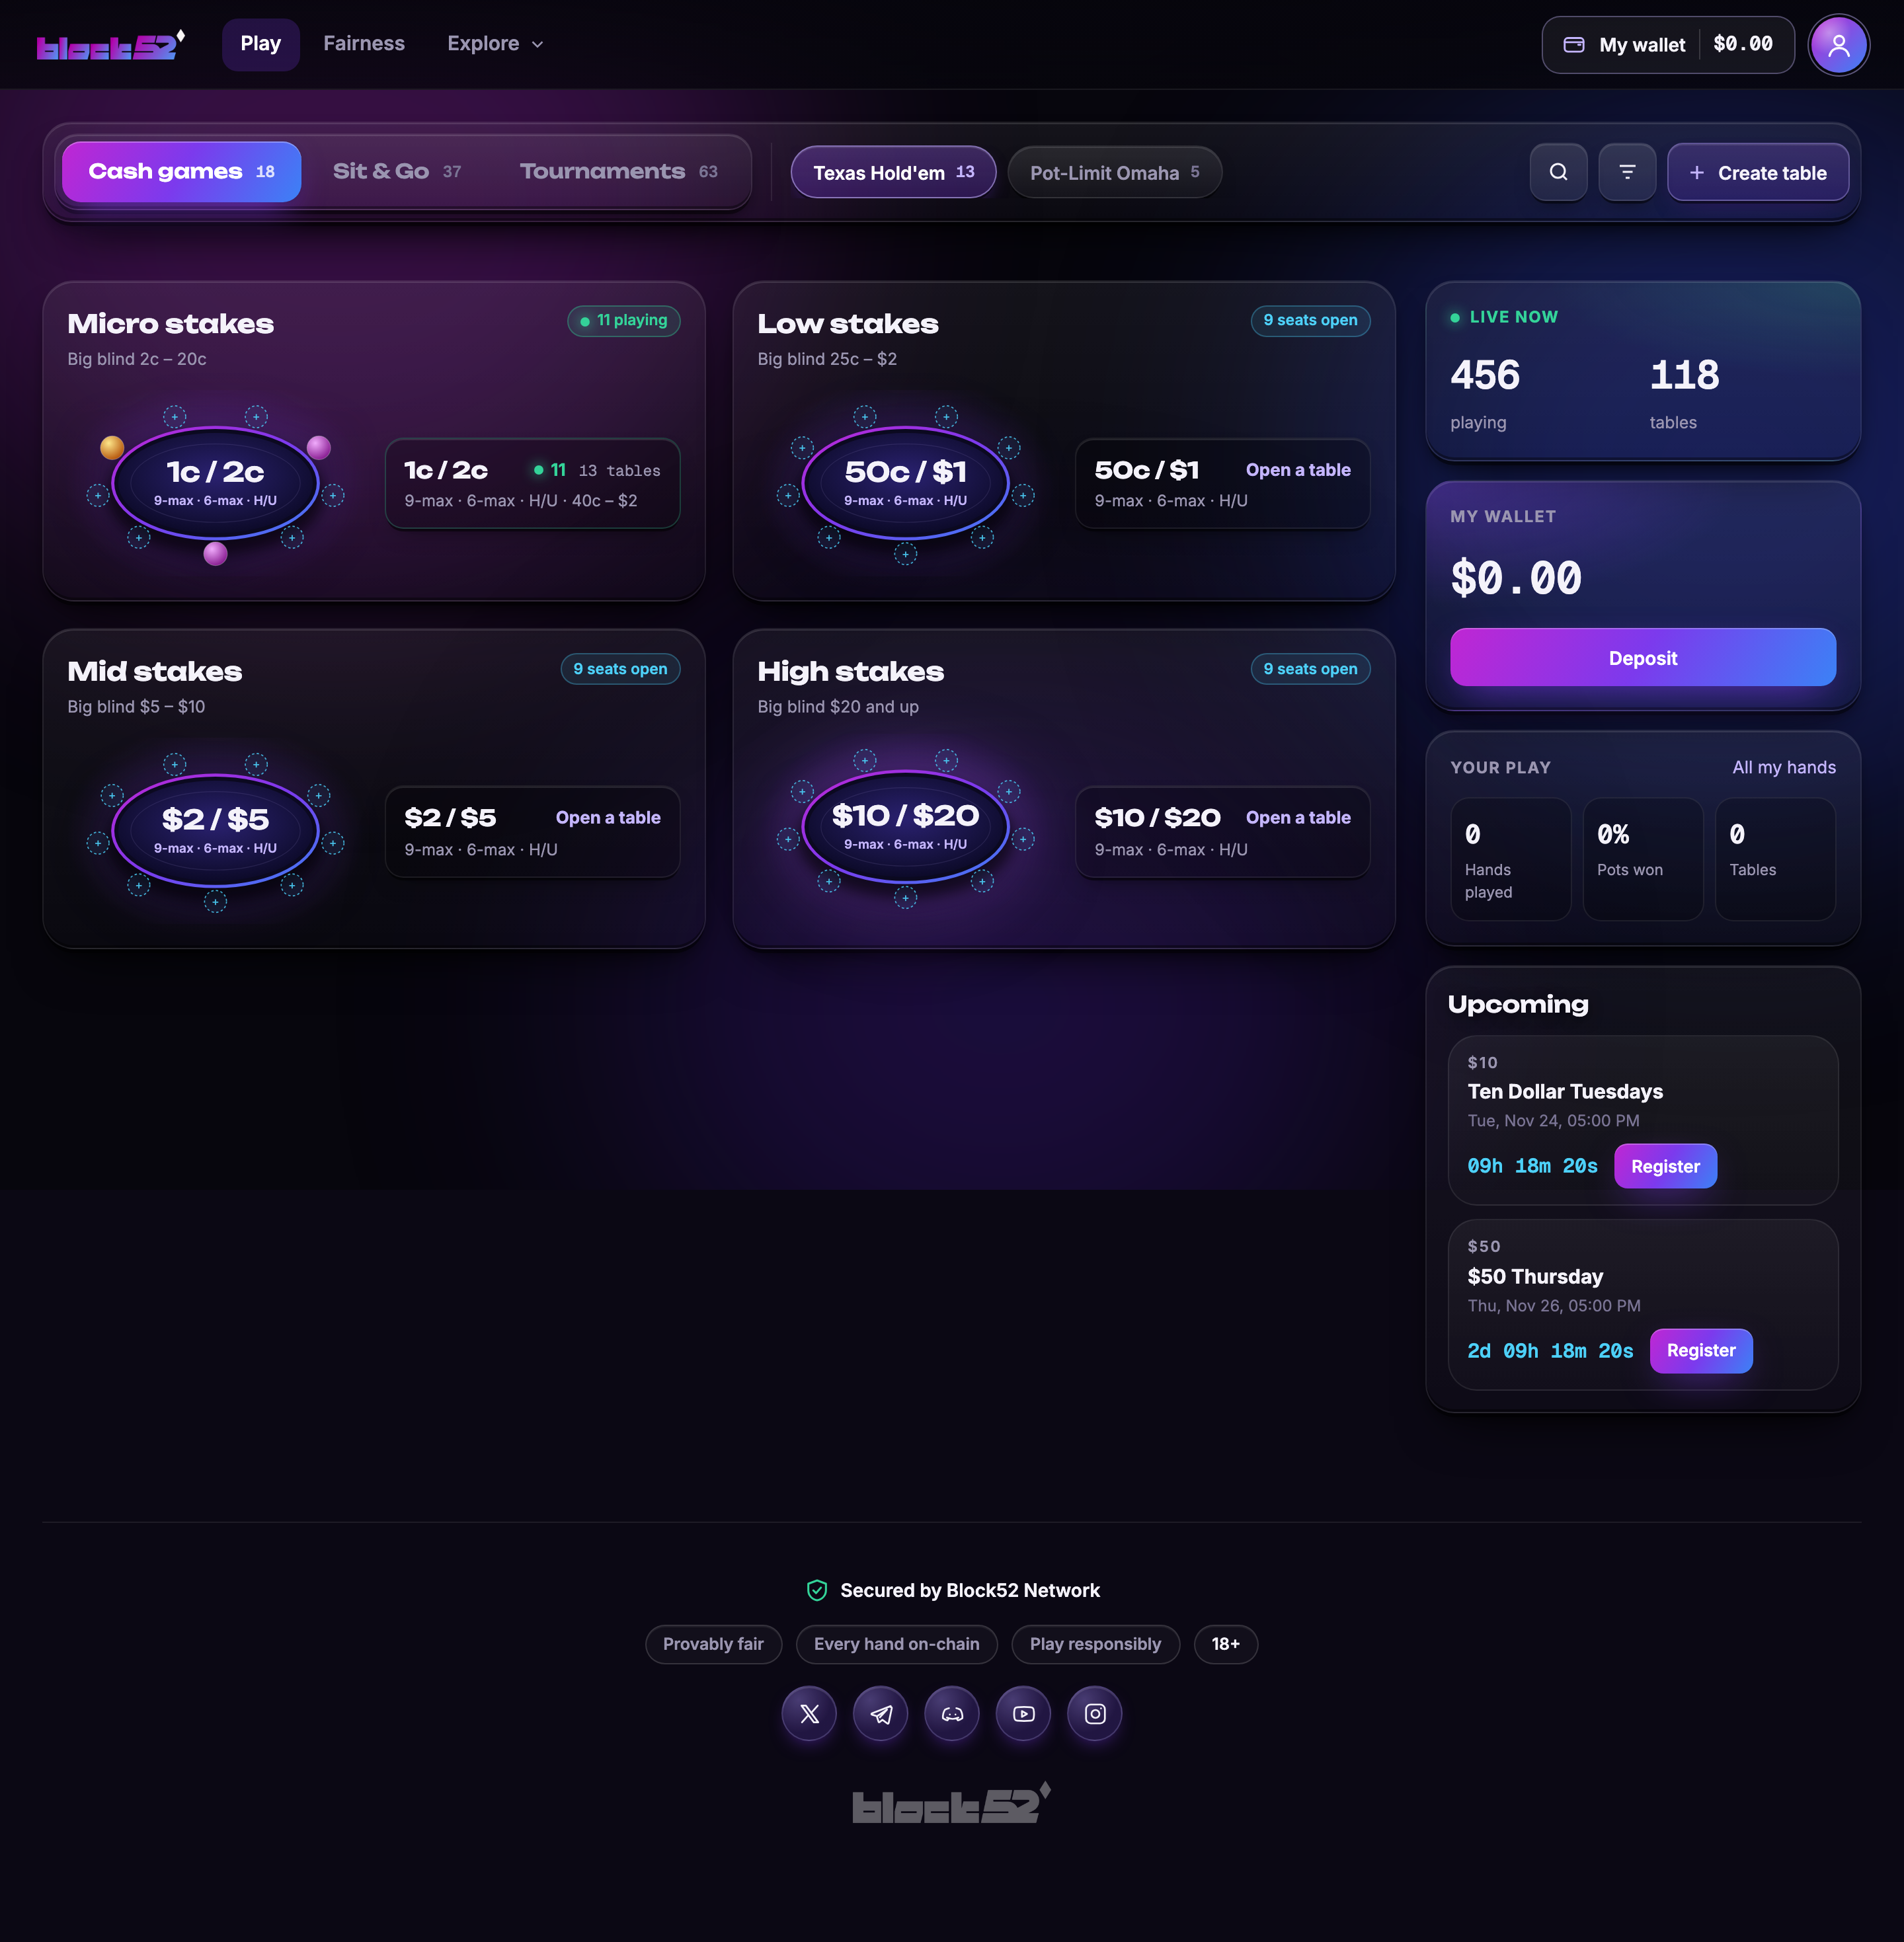 block52
Play
Fairness
Explore
My wallet $0.00
Cash games 18
Sit & Go 37
Tournaments 63
Texas Hold'em 13
Pot-Limit Omaha 5
+ Create table
Micro stakes
11 playing
Big blind 2c – 20c
1c / 2c
9-max · 6-max · H/U
1c / 2c
11 13 tables
9-max · 6-max · H/U · 40c – $2
Low stakes
9 seats open
Big blind 25c – $2
50c / $1
9-max · 6-max · H/U
50c / $1
Open a table
9-max · 6-max · H/U
Mid stakes
9 seats open
Big blind $5 – $10
$2 / $5
9-max · 6-max · H/U
$2 / $5
Open a table
9-max · 6-max · H/U
High stakes
9 seats open
Big blind $20 and up
$10 / $20
9-max · 6-max · H/U
$10 / $20
Open a table
9-max · 6-max · H/U
LIVE NOW
456
playing
118
tables
MY WALLET
$0.00
Deposit
YOUR PLAY
All my hands
0
Hands
played
0%
Pots won
0
Tables
Upcoming
$10
Ten Dollar Tuesdays
Tue, Nov 24, 05:00 PM
09h 18m 20s
Register
$50
$50 Thursday
Thu, Nov 26, 05:00 PM
2d 09h 18m 20s
Register
Secured by Block52 Network
Provably fair
Every hand on-chain
Play responsibly
18+
block52